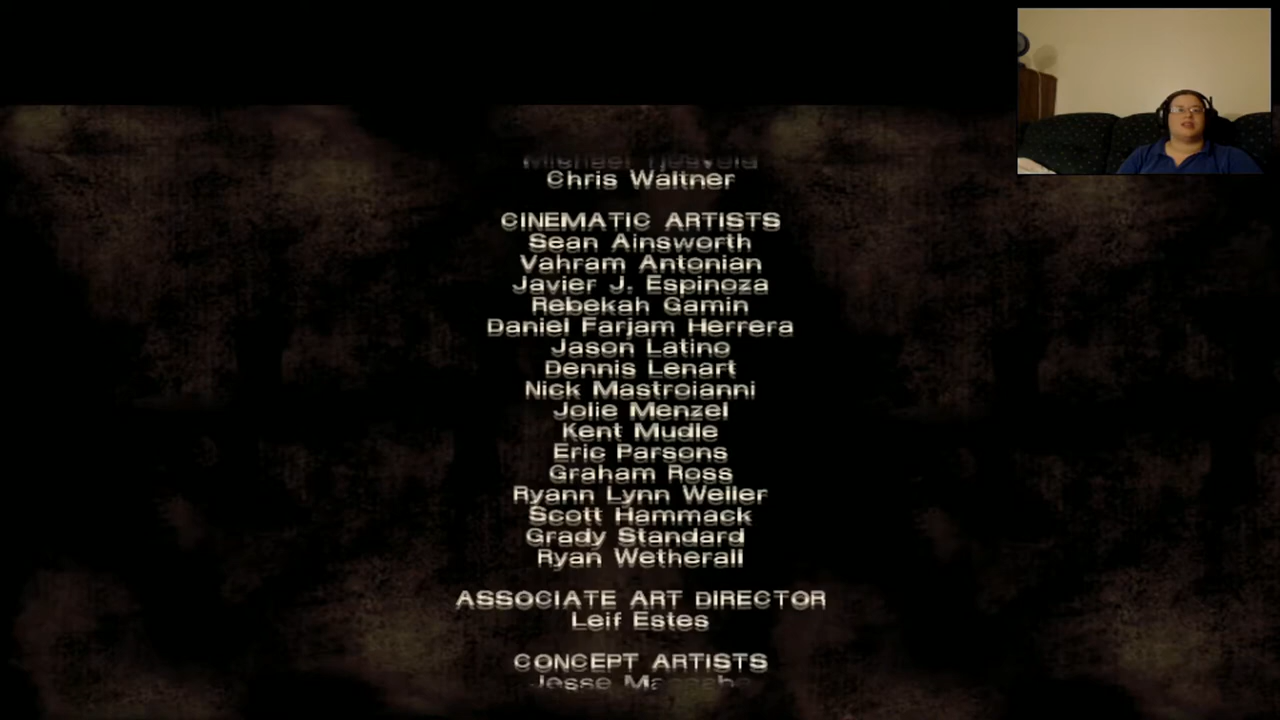 Michael
Chris Waltner
CINEMATIC ARTISTS
Sean Ainsworth
Vahram Antonian
Javier J. Espinoza
Rebekah Gamin
Daniel Farjam Herrera
Jason Latino
Dennis Lenart
Nick Mastroianni
Jolie Menzel
Kent Mudle
Eric Parsons
Graham Ross
Ryann Lynn Weller
Scott Hammack
Grady Standard
Ryan Wetherall
ASSOCIATE ART DIRECTOR
Leif Estes
CONCEPT ARTISTS
Jesse